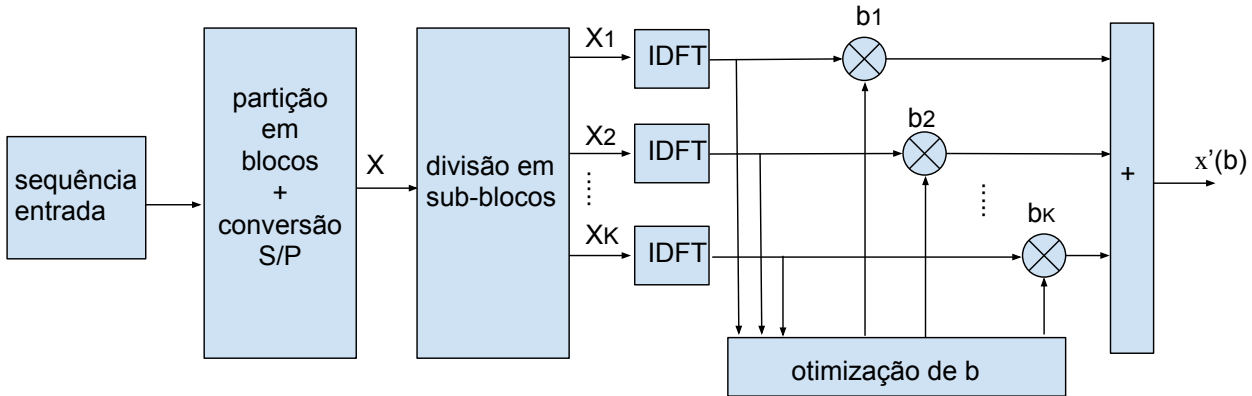 sequência
entrada
partição
em
blocos
+
conversão
S/P
X
divisão em
sub-blocos
X1
IDFT
b1
X2
IDFT
b2
XK
IDFT
bK
otimização de b
+
x'(b)